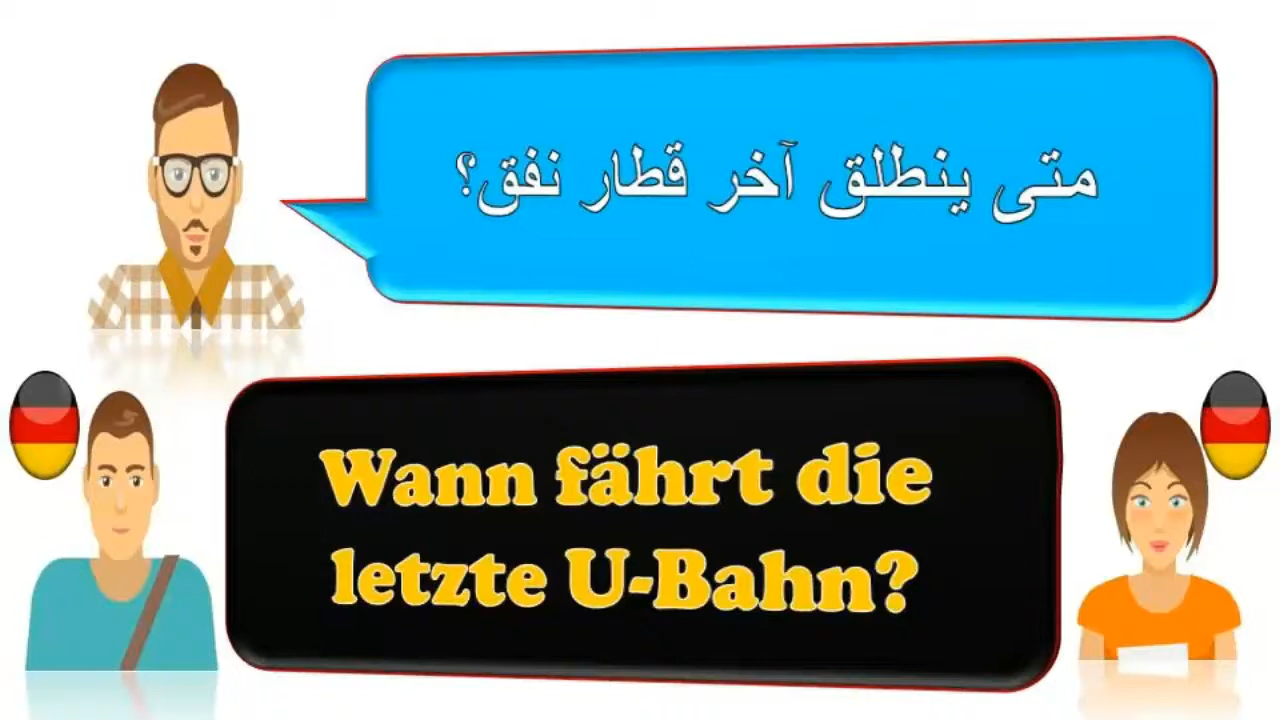 متى ينطلق آخر قطار نفق؟
Wann fährt die
letzte U-Bahn?